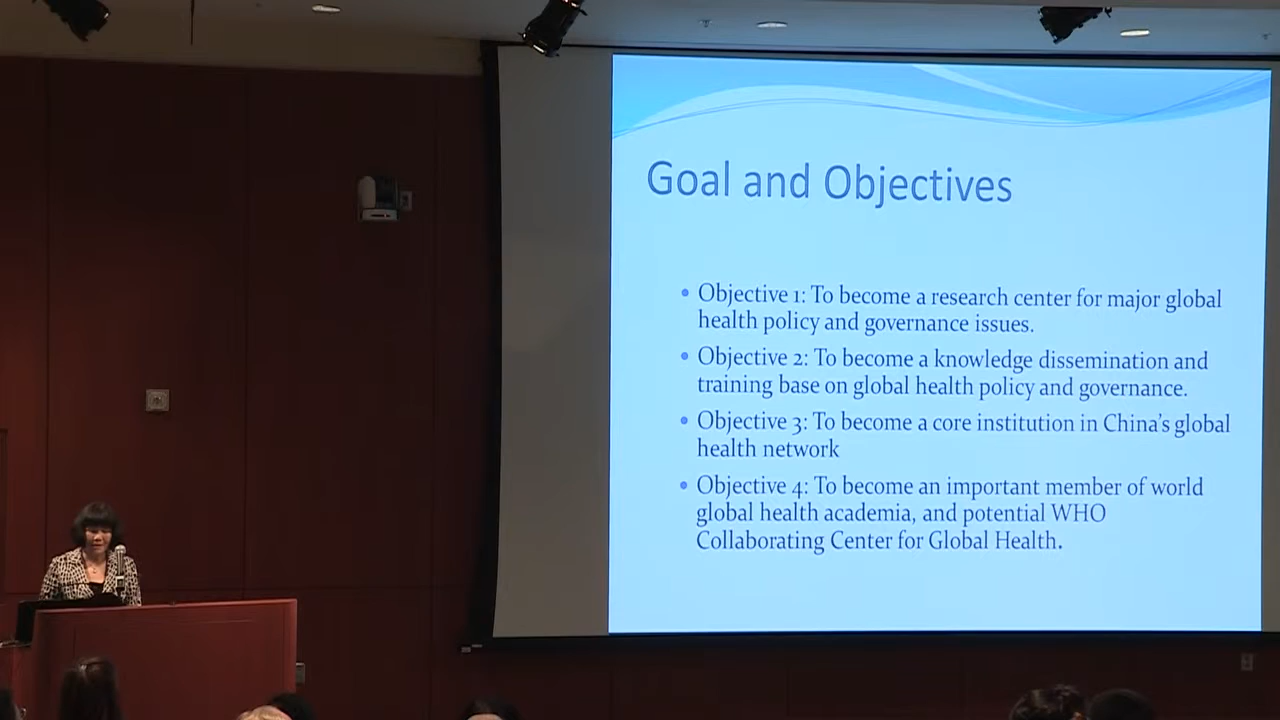 Goal and Objectives
• Objective 1: To become a research center for major global
health policy and governance issues.
• Objective 2: To become a knowledge dissemination and
training base on global health policy and governance.
• Objective 3: To become a core institution in China's global
health network
• Objective 4: To become an important member of world
global health academia, and potential WHO
Collaborating Center for Global Health.